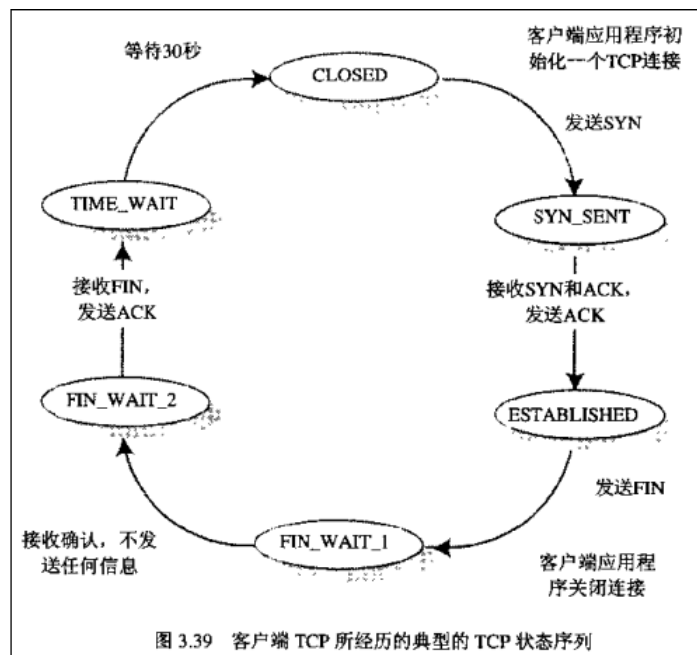 等待30秒
CLOSED
客户端应用程序初
始化一个TCP连接
发送SYN
TIME_WAIT
SYN_SENT
接收FIN,
发送ACK
接收SYN和ACK,
发送ACK
FIN_WAIT_2
ESTABLISHED
发送FIN
接收确认，不发
送任何信息
FIN_WAIT_1
客户端应用程
序关闭连接
图 3.39 客户端 TCP 所经历的典型的 TCP 状态序列